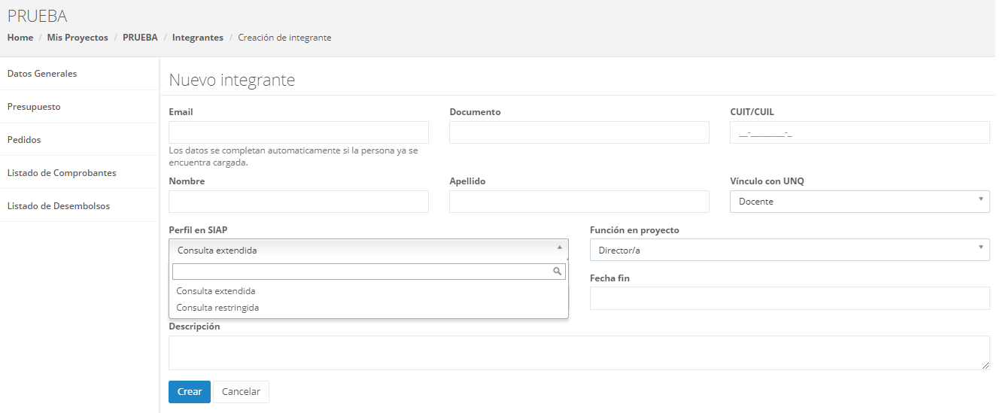 PRUEBA
Home / Mis Proyectos / PRUEBA / Integrantes / Creación de integrante
Datos Generales
Presupuesto
Pedidos
Listado de Comprobantes
Listado de Desembolsos
Nuevo integrante
Email
Documento
CUIT/CUIL
__-________-_
Los datos se completan automaticamente si la persona ya se
encuentra cargada.
Nombre
Apellido
Vínculo con UNQ
Docente
Perfil en SIAP
Función en proyecto
Consulta extendida
Director/a
Consulta extendida
Consulta restringida
Fecha fin
Descripción
Crear
Cancelar